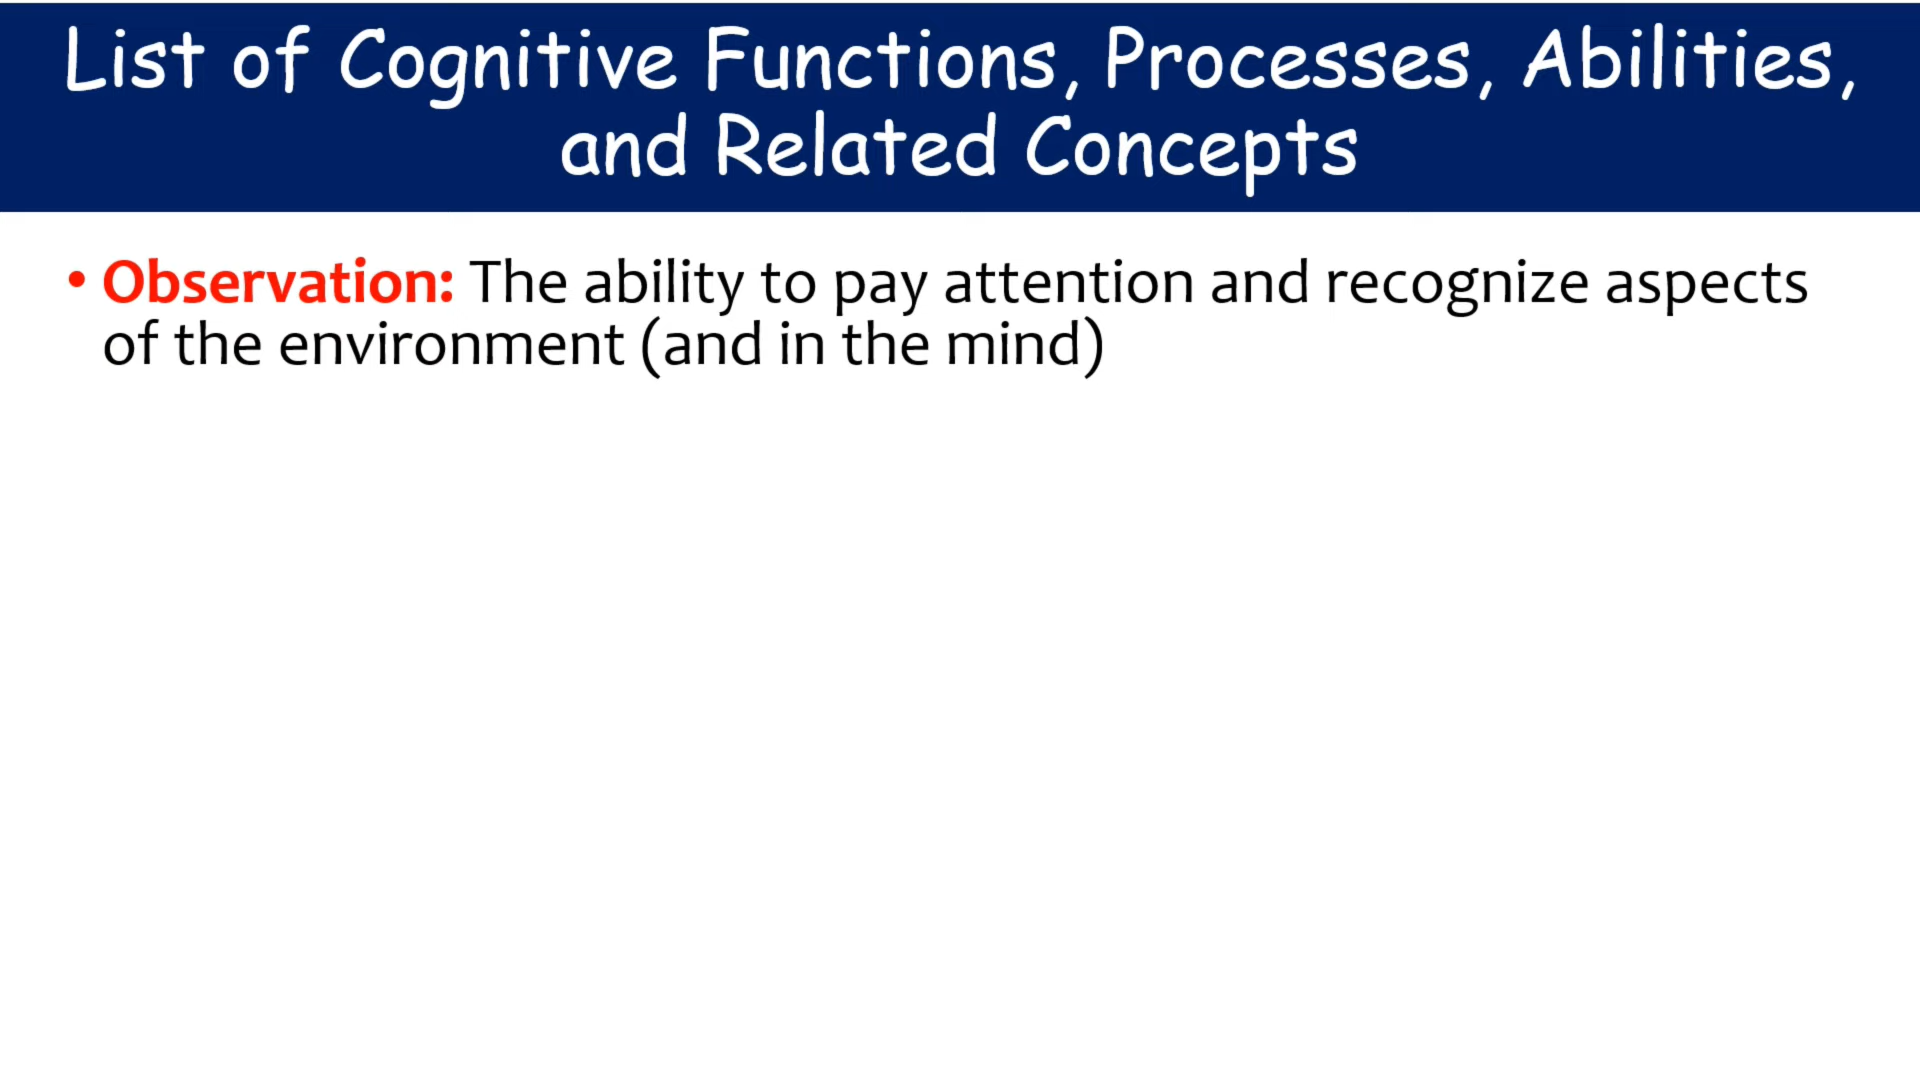 List of Cognitive Functions, Processes, Abilities,
and Related Concepts
• Observation: The ability to pay attention and recognize aspects
of the environment (and in the mind)